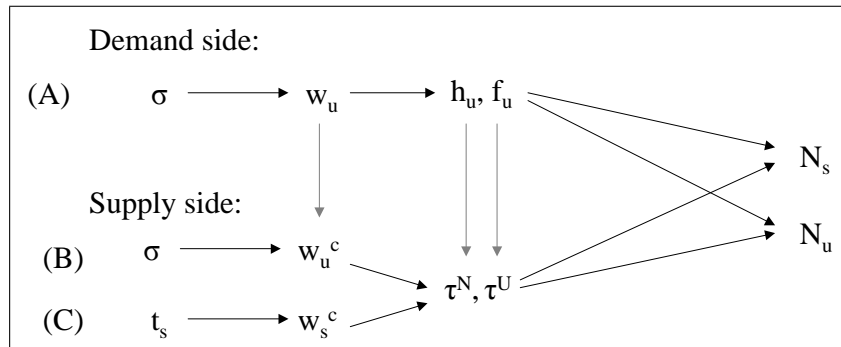 Demand side:
(A) σ w_u h_u, f_u
N_s
Supply side:
N_u
(B) σ w_u^c
τ^N, τ^U
(C) t_s w_s^c